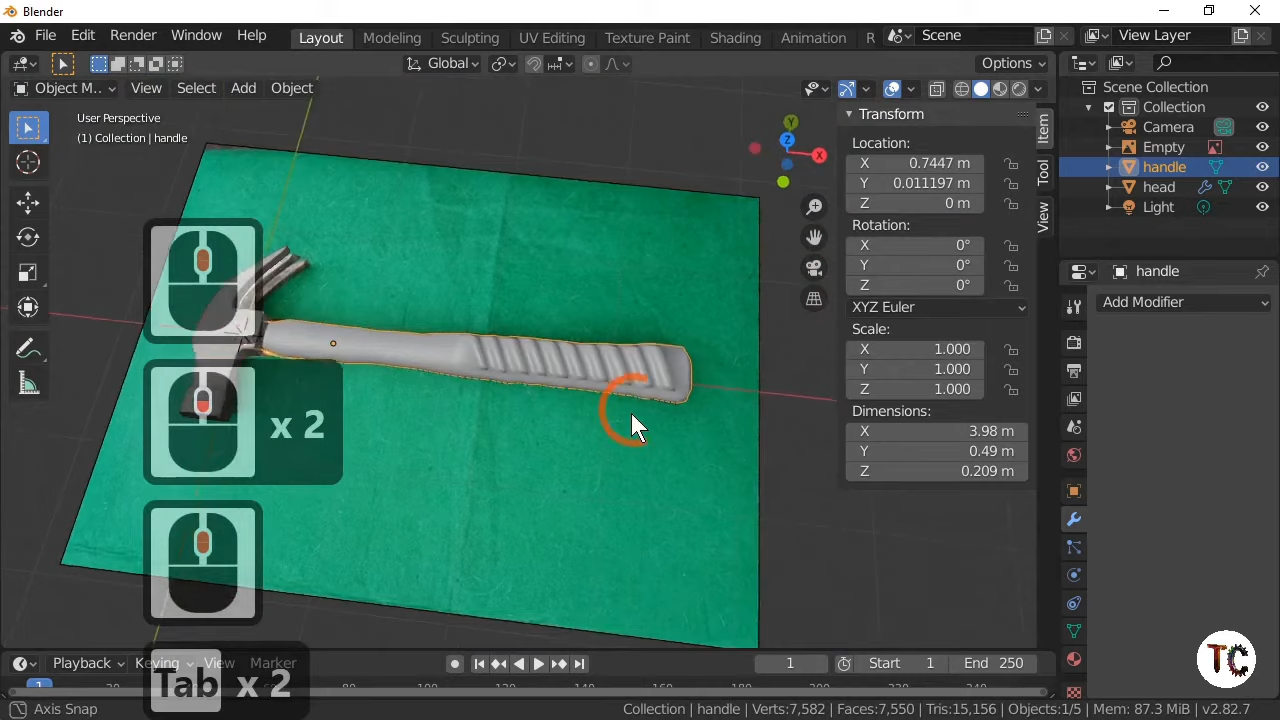 Blender
File Edit Render Window Help
Layout Modeling Sculpting UV Editing Texture Paint Shading Animation R
Scene
View Layer
Global
Options
Object M..
View Select Add Object
User Perspective
(1) Collection | handle
Y
Z
X
Item
Tool
View
Transform
Location:
X 0.7447 m
Y 0.011197 m
Z 0 m
Rotation:
X 0°
Y 0°
Z 0°
XYZ Euler
Scale:
X 1.000
Y 1.000
Z 1.000
Dimensions:
X 3.98 m
Y 0.49 m
Z 0.209 m
Scene Collection
Collection
Camera
Empty
handle
head
Light
handle
Add Modifier
x 2
Tab x 2
TC
Playback Keying View Marker
1
Start 1
End 250
1 80 160
Axis Snap
Collection | handle | Verts:7,582 | Faces:7,550 | Tris:15,156 | Objects:1/5 | Mem: 87.3 MiB | v2.82.7